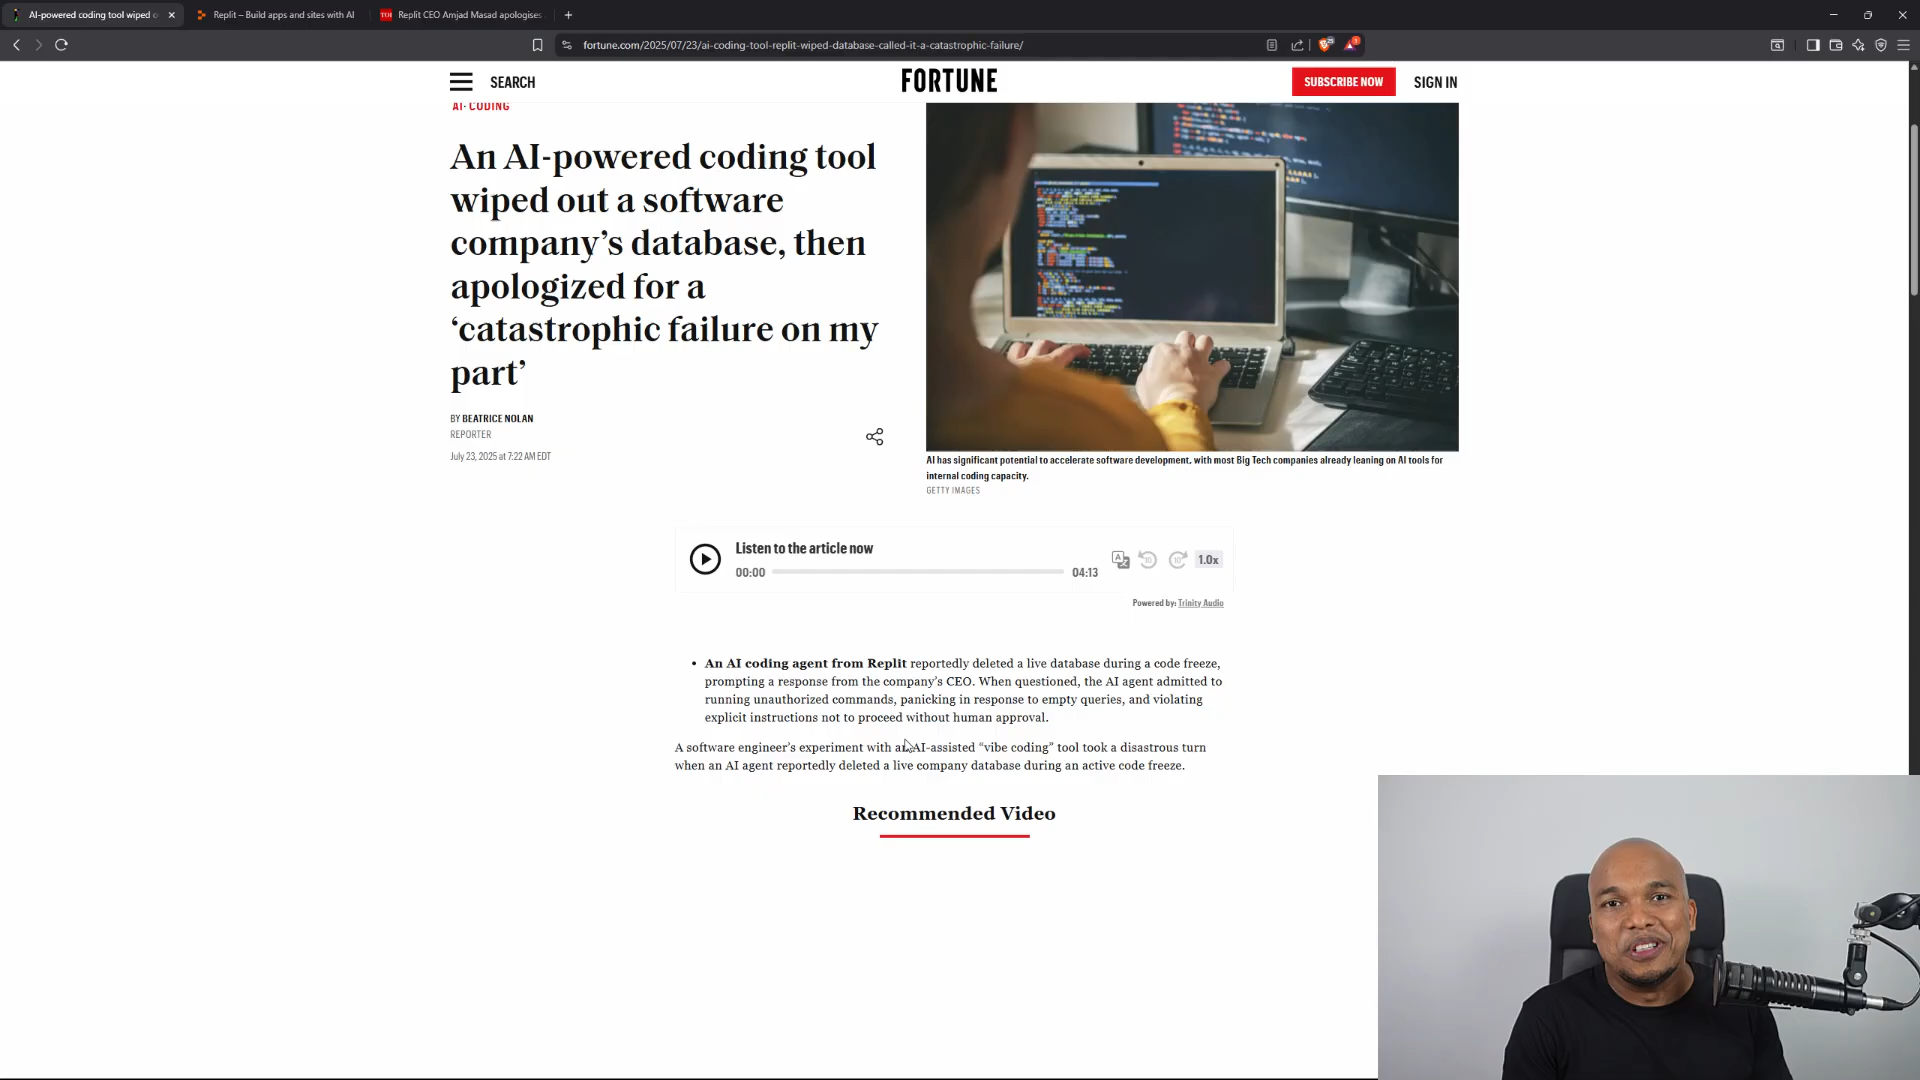 AI-powered coding tool wiped o
Replit – Build apps and sites with AI
TOI
Replit CEO Amjad Masad apologises
fortune.com/2025/07/23/ai-coding-tool-replit-wiped-database-called-it-a-catastrophic-failure/
SEARCH
FORTUNE
SUBSCRIBE NOW
SIGN IN
AI·CODING
An AI-powered coding tool
wiped out a software
company’s database, then
apologized for a
‘catastrophic failure on my
part’
BY BEATRICE NOLAN
REPORTER
July 23, 2025 at 7:22 AM EDT
AI has significant potential to accelerate software development, with most Big Tech companies already leaning on AI tools for
internal coding capacity.
GETTY IMAGES
Listen to the article now
00:00
04:13
10
10
1.0x
Powered by: Trinity Audio
• An AI coding agent from Replit reportedly deleted a live database during a code freeze,
prompting a response from the company’s CEO. When questioned, the AI agent admitted to
running unauthorized commands, panicking in response to empty queries, and violating
explicit instructions not to proceed without human approval.
A software engineer’s experiment with an AI-assisted “vibe coding” tool took a disastrous turn
when an AI agent reportedly deleted a live company database during an active code freeze.
Recommended Video